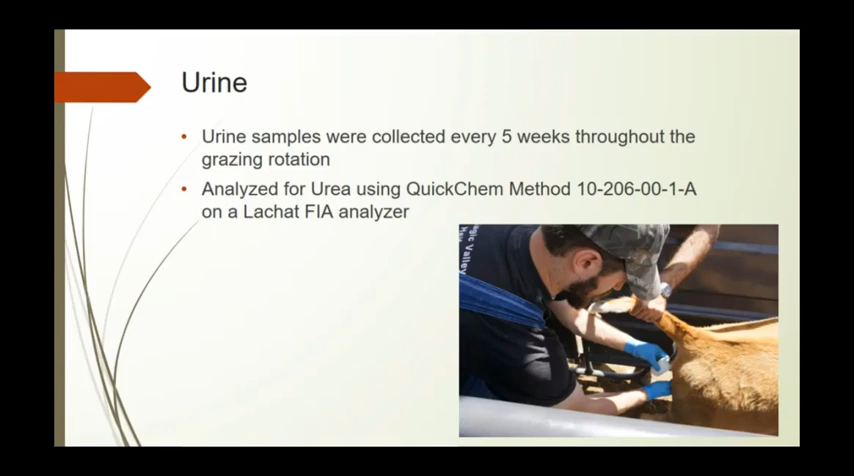 Urine
• Urine samples were collected every 5 weeks throughout the
grazing rotation
• Analyzed for Urea using QuickChem Method 10-206-00-1-A
on a Lachat FIA analyzer
Valley